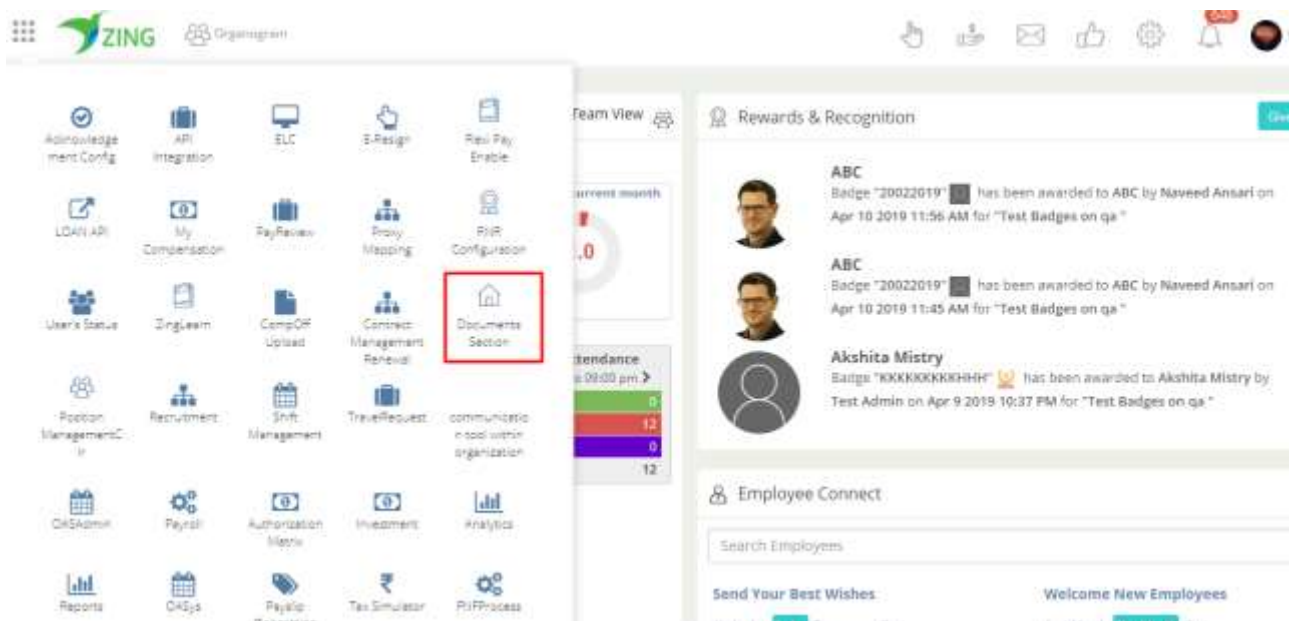 ZING
Organogram
Acknowledge
ment Config
API
Integration
ELC
E-Resign
Flexi Pay
Enable
LOAN API
My
Compensation
PayReview
Proxy
Mapping
RNR
Configuration
User's Status
ZingLearn
CompOff
Upload
Contract
Management
Renewal
Documents
Section
Position
ManagementC
Recruitment
Shift
Management
TravelRequest
communicatio
n tool within
organization
OASAdmin
Payroll
Authorization
Matrix
Investment
Analytics
Reports
OASys
Payslip
Tax Simulator
PIFProcess
Team View
current month
.0
ttendance
09:00 pm
0
12
0
12
Rewards & Recognition
Give
ABC
Badge "20022019" has been awarded to ABC by Naveed Ansari on
Apr 10 2019 11:56 AM for "Test Badges on qa "
ABC
Badge "20022019" has been awarded to ABC by Naveed Ansari on
Apr 10 2019 11:45 AM for "Test Badges on qa "
Akshita Mistry
Badge "KKKKKKKKKHHH" has been awarded to Akshita Mistry by
Test Admin on Apr 9 2019 10:37 PM for "Test Badges on qa "
Employee Connect
Search Employees
Send Your Best Wishes
Welcome New Employees